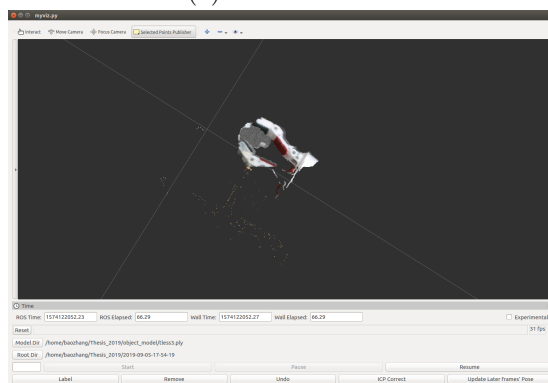 myviz.py
Interact Move Camera Focus Camera Selected Points Publisher
Time
ROS Time: 1574122052.23 ROS Elapsed: 66.29 Wall Time: 1574122052.27 Wall Elapsed: 66.29 Experimental
Reset 31 fps
Model Dir /home/baozhang/Thesis_2019/object_model/tless3.ply
Root Dir /home/baozhang/Thesis_2019/2019-09-05-17-54-19
Start Pause Resume
Label Remove Undo ICP Correct Update Later frames' Pose